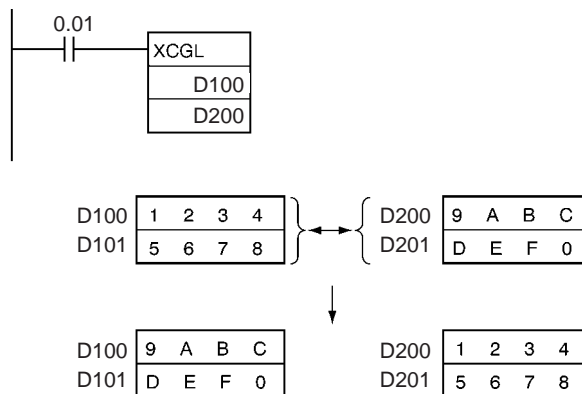 0.01
XCGL
D100
D200
D100 1 2 3 4 D200 9 A B C
D101 5 6 7 8 D201 D E F 0
D100 9 A B C D200 1 2 3 4
D101 D E F 0 D201 5 6 7 8